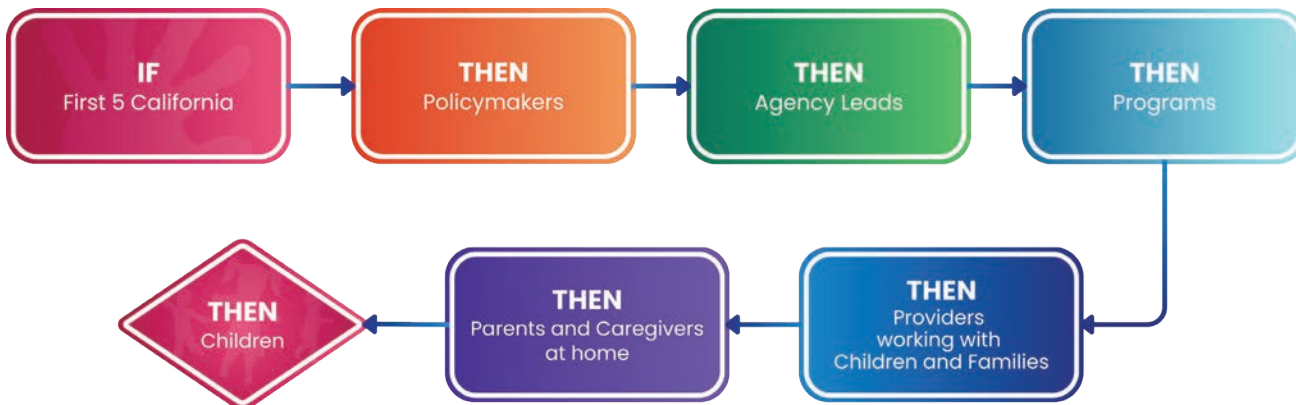 IF
First 5 California
THEN
Policymakers
THEN
Agency Leads
THEN
Programs
THEN
Providers
working with
Children and Families
THEN
Parents and Caregivers
at home
THEN
Children